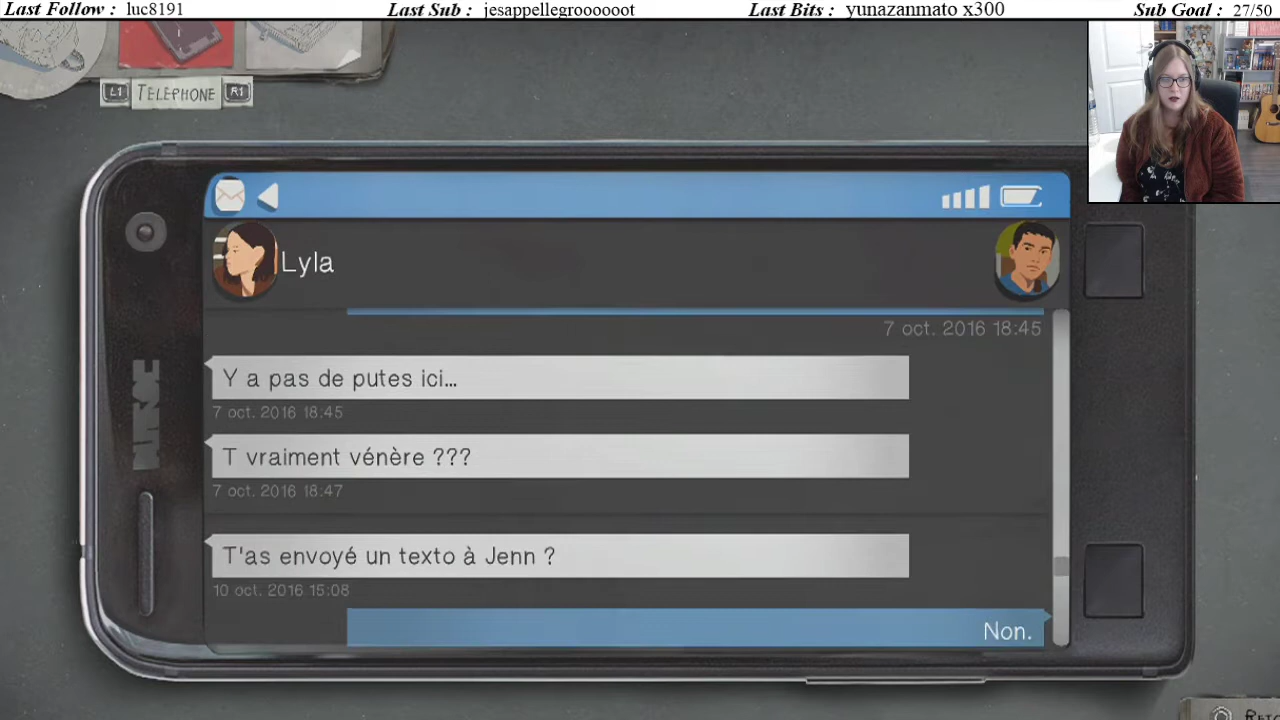 Last Follow : luc8191 Last Sub : jesappellegroooooot Last Bits : yunazanmato x300 Sub Goal : 27/50
L1 TELEPHONE R1
Lyla
7 oct. 2016 18:45
Y a pas de putes ici...
7 oct. 2016 18:45
T vraiment vénère ???
7 oct. 2016 18:47
T'as envoyé un texto à Jenn ?
10 oct. 2016 15:08
Non.